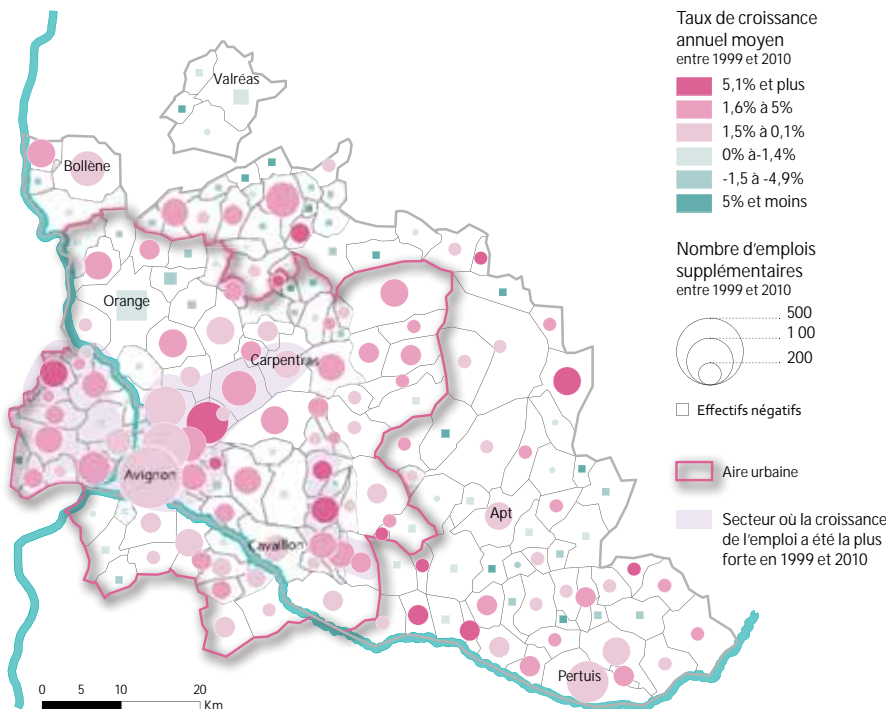 Taux de croissance
annuel moyen
entre 1999 et 2010
5,1% et plus
1,6% à 5%
1,5% à 0,1%
0% à-1,4%
-1,5 à -4,9%
5% et moins
Nombre d'emplois
supplémentaires
entre 1999 et 2010
500
1 00
200
Effectifs négatifs
Aire urbaine
Secteur où la croissance
de l'emploi a été la plus
forte en 1999 et 2010
Valréas
Bollène
Orange
Carpentras
Avignon
Cavaillon
Apt
Pertuis
0 5 10 20
Km